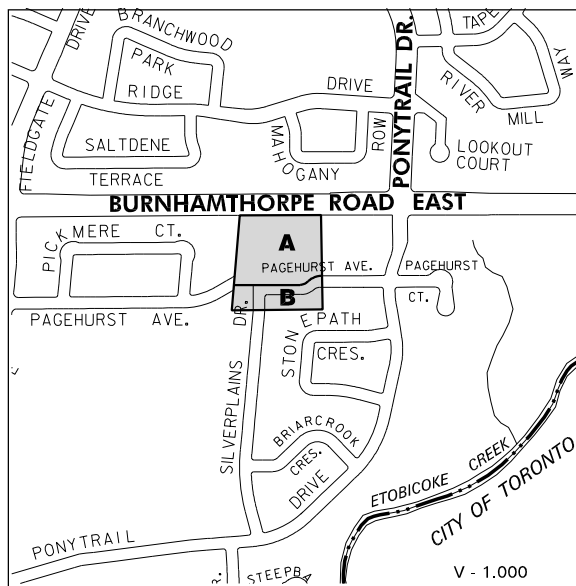 BRANCHWOOD
PARK
DRIVE
RIDGE
DRIVE
PONYTRAIL DR.
TAPE
WAY
RIVER
MILL
FIELDGATE
SALTDENE
TERRACE
MAHOGANY
ROW
LOOKOUT
COURT
BURNHAMTHORPE ROAD EAST
PICKMERE CT.
A
PAGEHURST AVE.
PAGEHURST
CT.
B
PAGEHURST AVE.
DR.
SILVERPLAINS
STONEPATH
CRES.
BRIARCROOK
CRES.
DRIVE
PONYTRAIL
ETOBICOKE CREEK
CITY OF TORONTO
STEEPBA
V - 1.000